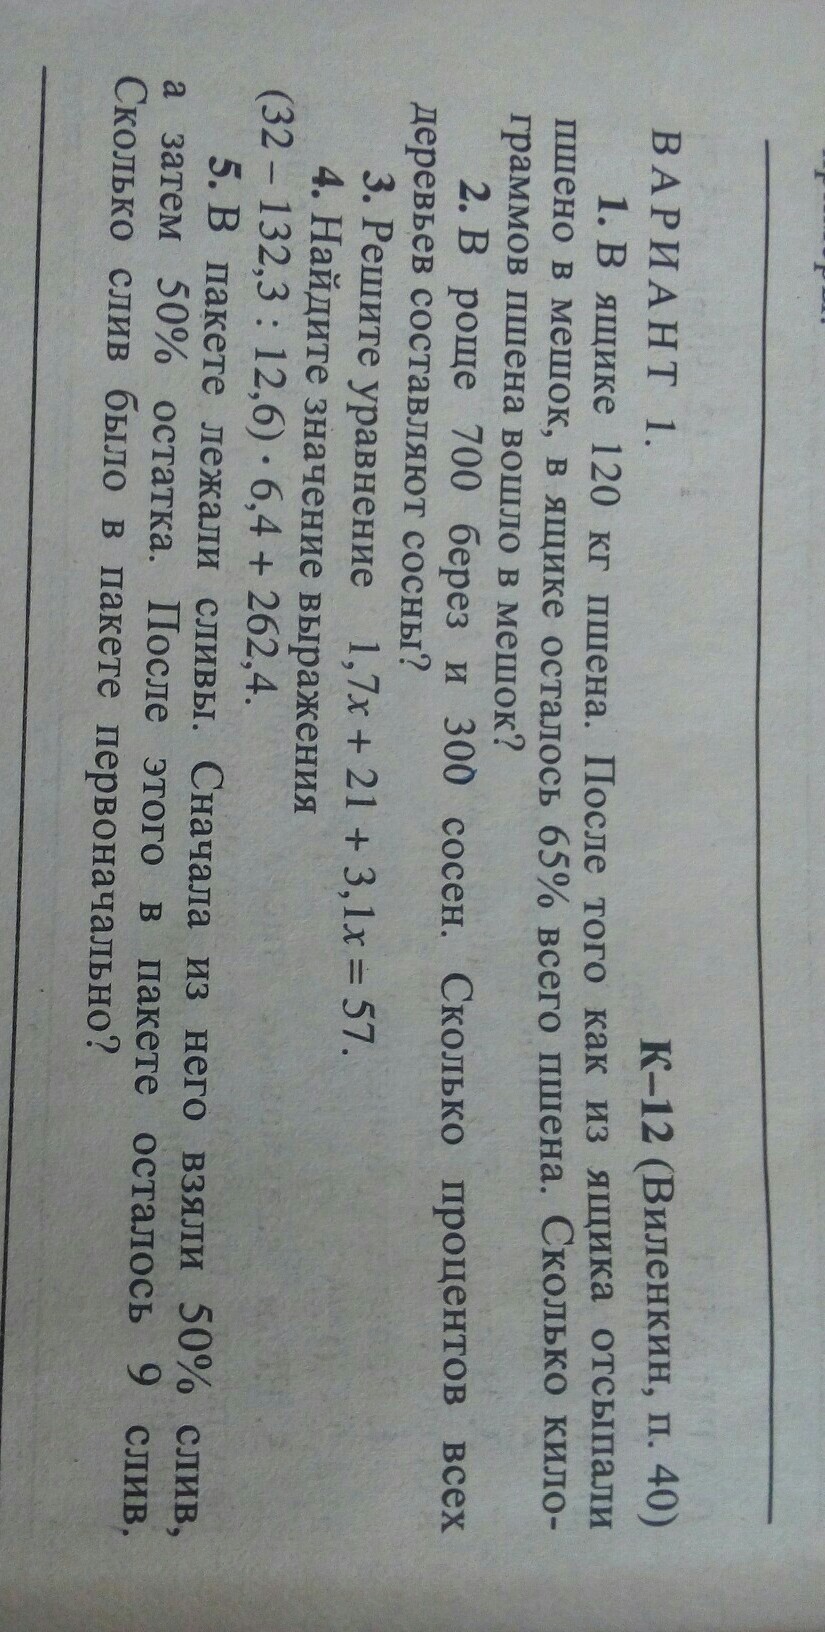 ВАРИАНТ 1. К–12 (Виленкин, п. 40)
1. В ящике 120 кг пшена. После того как из ящика отсыпали
пшено в мешок, в ящике осталось 65% всего пшена. Сколько кило-
граммов пшена вошло в мешок?
2. В роще 700 берез и 300 сосен. Сколько процентов всех
деревьев составляют сосны?
3. Решите уравнение 1,7x + 21 + 3,1x = 57.
4. Найдите значение выражения
(32 – 132,3 : 12,6) · 6,4 + 262,4.
5. В пакете лежали сливы. Сначала из него взяли 50% слив,
а затем 50% остатка. После этого в пакете осталось 9 слив.
Сколько слив было в пакете первоначально?